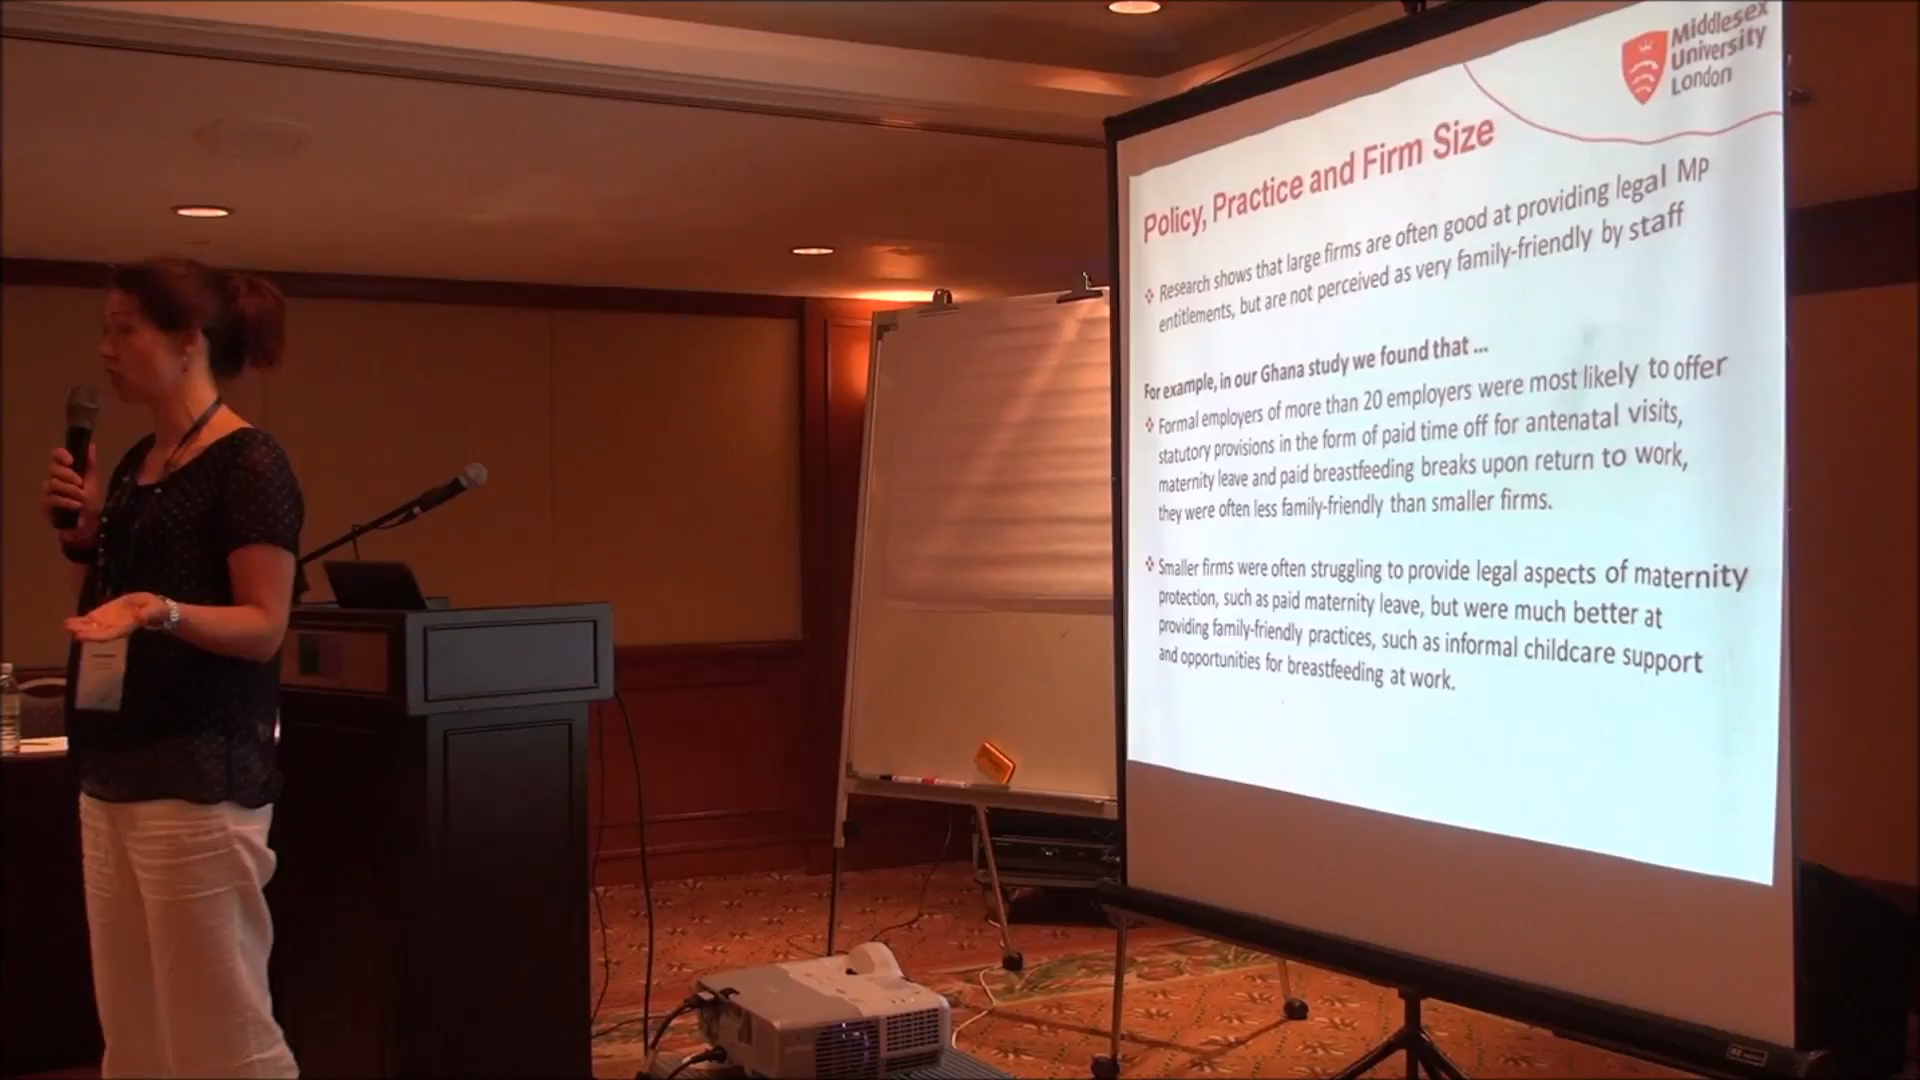 Middlesex
University
London
Policy, Practice and Firm Size
❖ Research shows that large firms are often good at providing legal Mp
entitlements, but are not perceived as very family-friendly by staff
For example, in our Ghana study we found that ...
❖ Formal employers of more than 20 employers were most likely to offer
statutory provisions in the form of paid time off for antenatal visits,
maternity leave and paid breastfeeding breaks upon return to work,
they were often less family-friendly than smaller firms.
❖ Smaller firms were often struggling to provide legal aspects of maternity
protection, such as paid maternity leave, but were much better at
providing family-friendly practices, such as informal childcare support
and opportunities for breastfeeding at work.